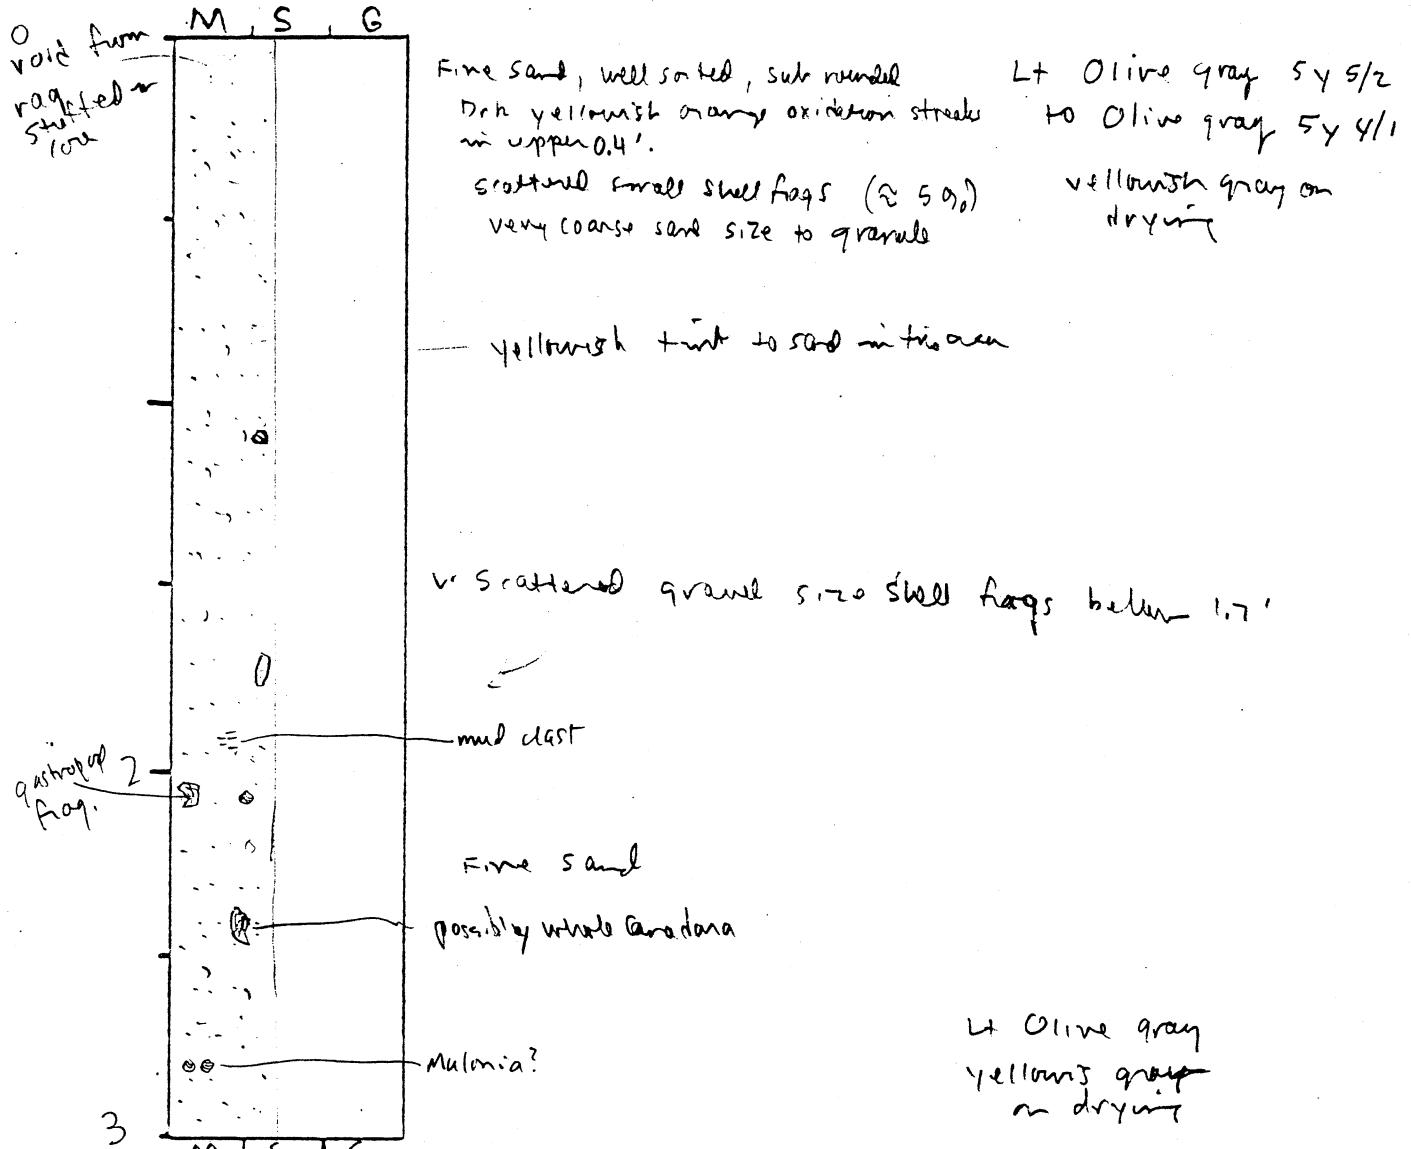 M S G
0
void from
rag
stuffed in
core
Fine sand, well sorted, sub rounded
Drk yellowish orange oxidation streaks
in upper 0.4'.
scattered small shell frags (≈ 5%)
very coarse sand size to granule
Lt Olive gray 5y 5/2
to Olive gray 5y 4/1
yellowish gray on
drying
yellowish tint to sand in this area
v. scattered gravel size shell frags below 1.7'
mud clast
gastropod
frag.
2
Fine sand
possibly whole
Mulonia?
Lt Olive gray
yellowis gray
on drying
3
M S G